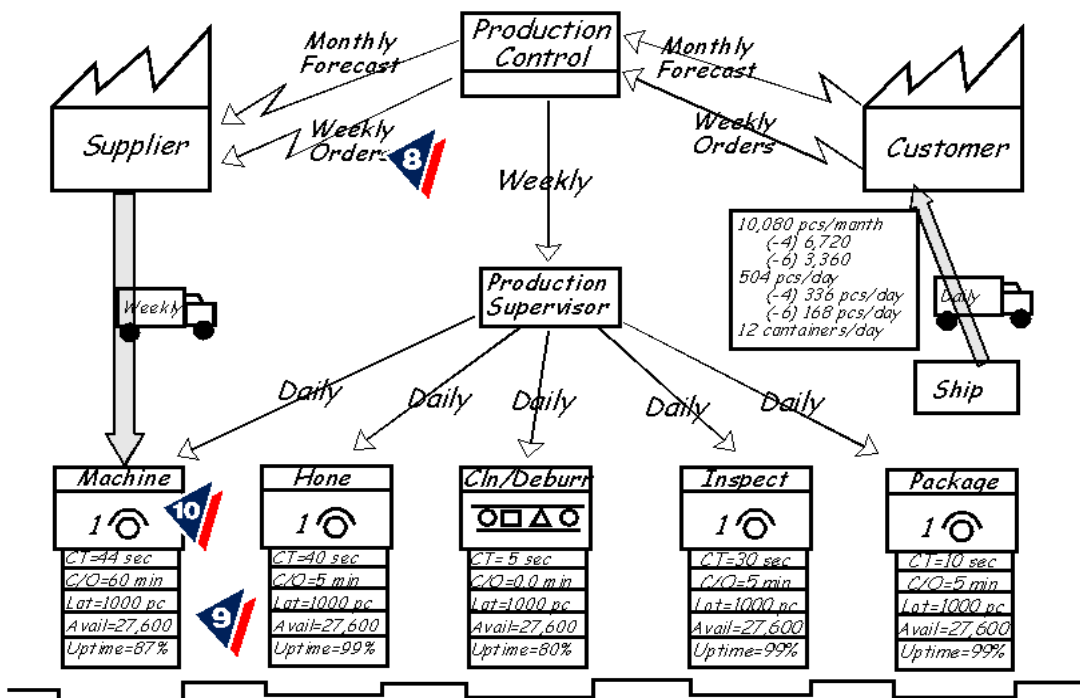 Production
Control
Monthly
Forecast
Monthly
Forecast
Supplier
Weekly
Orders
8
Weekly
Orders
Customer
Weekly
10,080 pcs/manth
(-4) 6,720
(-6) 3,360
504 pcs/day
(-4) 336 pcs/day
(-6) 168 pcs/day
12 cantainers/day
Weekly
Production
Supervisor
Daily
Ship
Daily
Daily
Daily
Daily
Daily
Machine
1
10
CT=44 sec
C/O=60 min
Lat=1000 pc
Avail=27,600
Uptime=87%
9
Hone
1
CT=40 sec
C/O=5 min
Lat=1000 pc
Avail=27,600
Uptime=99%
Cln/Deburr
CT= 5 sec
C/O=0.0 min
Lat=1000 pc
Avail=27,600
Uptime=80%
Inspect
1
CT=30 sec
C/O=5 min
Lat=1000 pc
Avail=27,600
Uptime=99%
Package
1
CT=10 sec
C/O=5 min
Lat=1000 pc
Avail=27,600
Uptime=99%